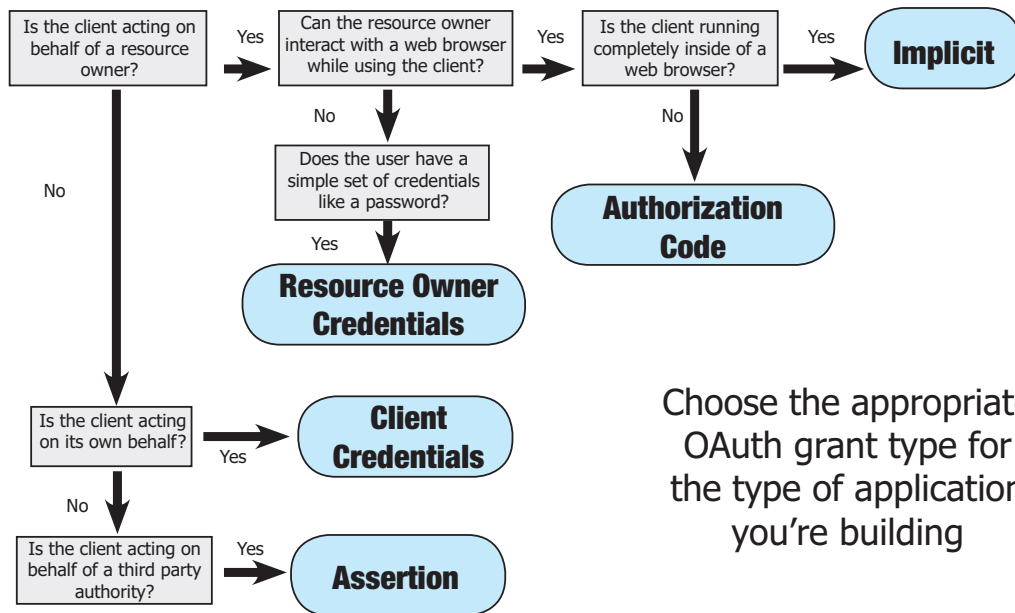 Is the client acting on
behalf of a resource
owner?
Yes
Can the resource owner
interact with a web browser
while using the client?
Yes
Is the client running
completely inside of a
web browser?
Yes
Implicit
No
No
No
Does the user have a
simple set of credentials
like a password?
Authorization
Code
Yes
Resource Owner
Credentials
Is the client acting
on its own behalf?
Yes
Client
Credentials
Choose the appropriat
OAuth grant type for
the type of application
you're building
No
Is the client acting on
behalf of a third party
authority?
Yes
Assertion